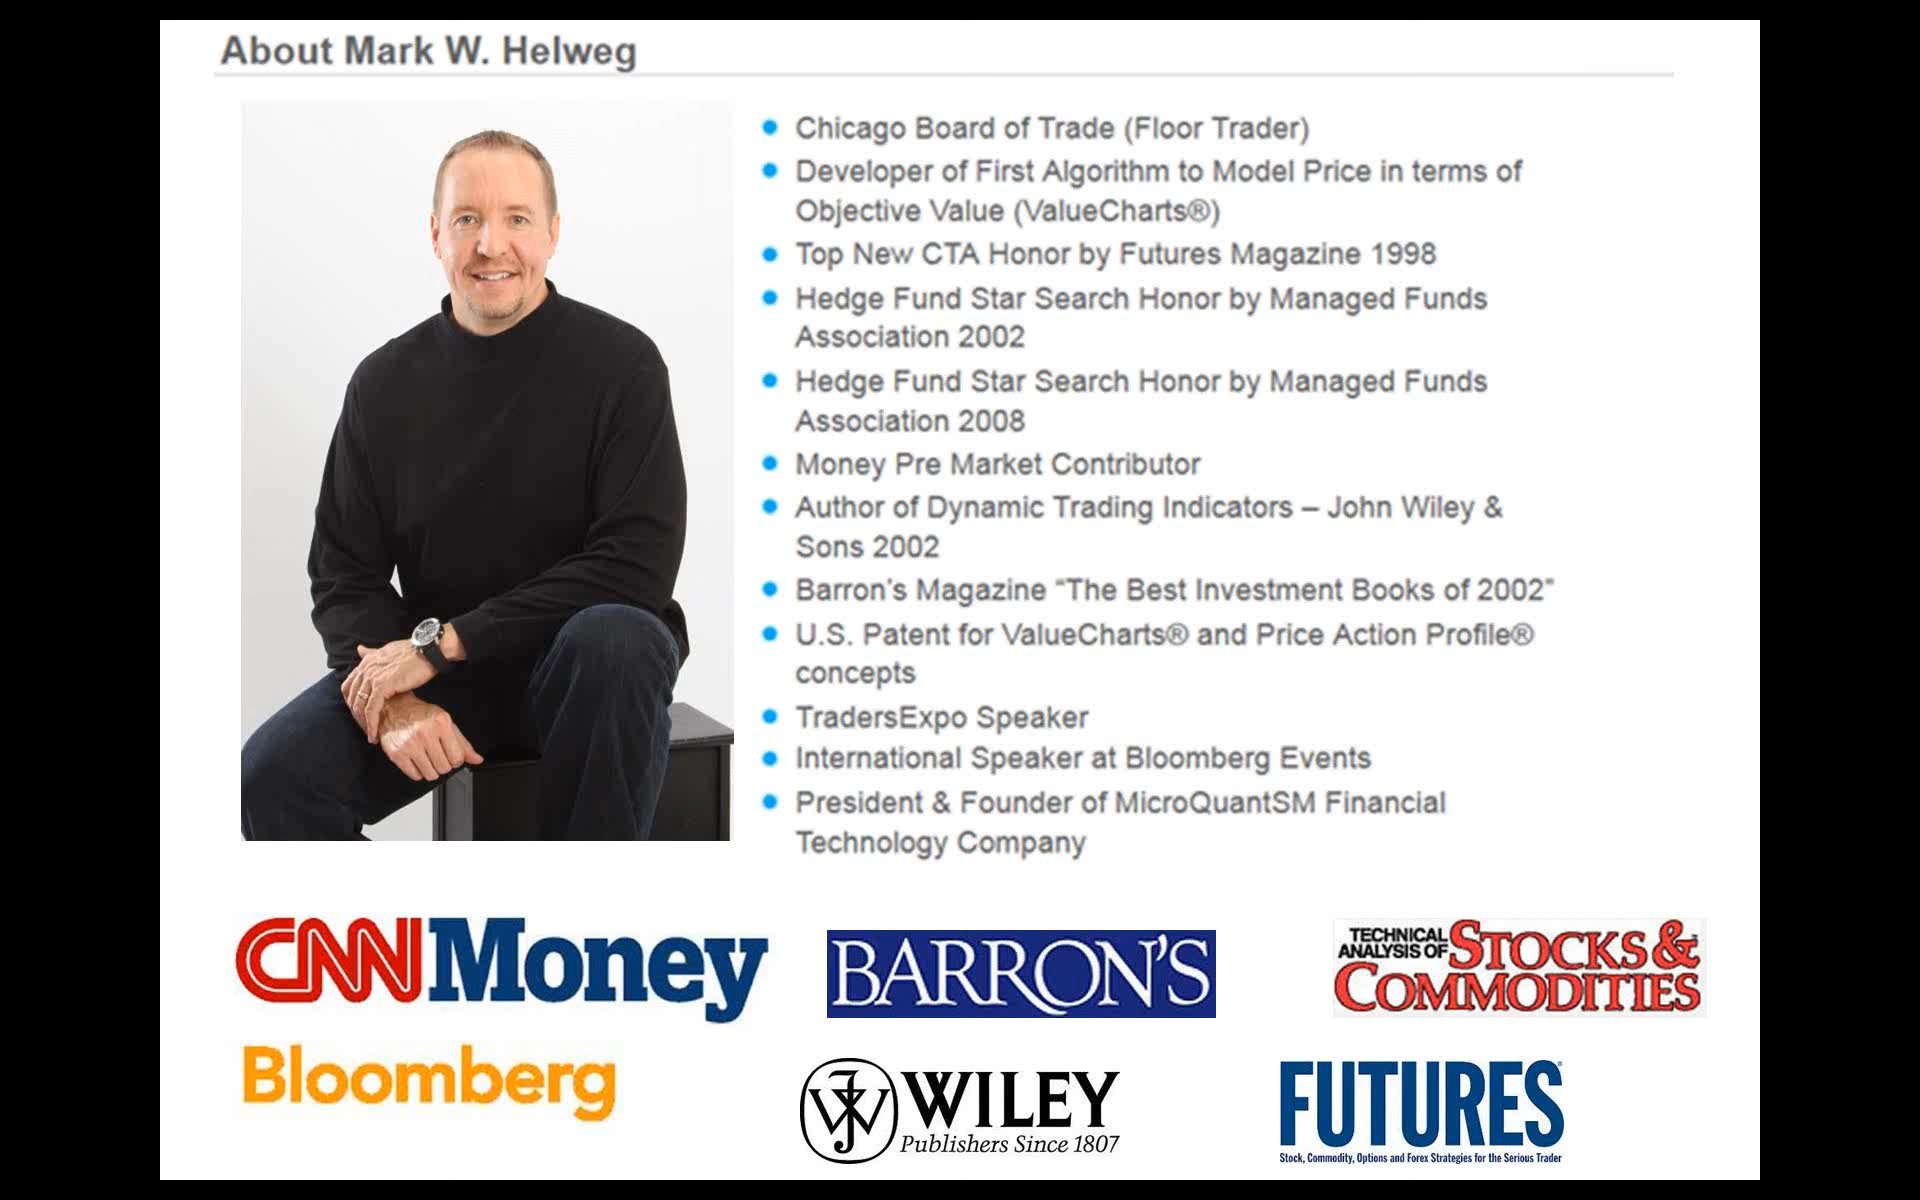 About Mark W. Helweg
Chicago Board of Trade (Floor Trader)
Developer of First Algorithm to Model Price in terms of
Objective Value (ValueCharts®)
Top New CTA Honor by Futures Magazine 1998
Hedge Fund Star Search Honor by Managed Funds
Association 2002
Hedge Fund Star Search Honor by Managed Funds
Association 2008
Money Pre Market Contributor
Author of Dynamic Trading Indicators – John Wiley &
Sons 2002
Barron's Magazine “The Best Investment Books of 2002”
U.S. Patent for ValueCharts® and Price Action Profile®
concepts
TradersExpo Speaker
International Speaker at Bloomberg Events
President & Founder of MicroQuantSM Financial
Technology Company
CNNMoney
BARRON'S
TECHNICAL
ANALYSIS OF
STOCKS &
COMMODITIES
Bloomberg
JW
WILEY
Publishers Since 1807
FUTURES®
Stock, Commodity, Options and Forex Strategies for the Serious Trader